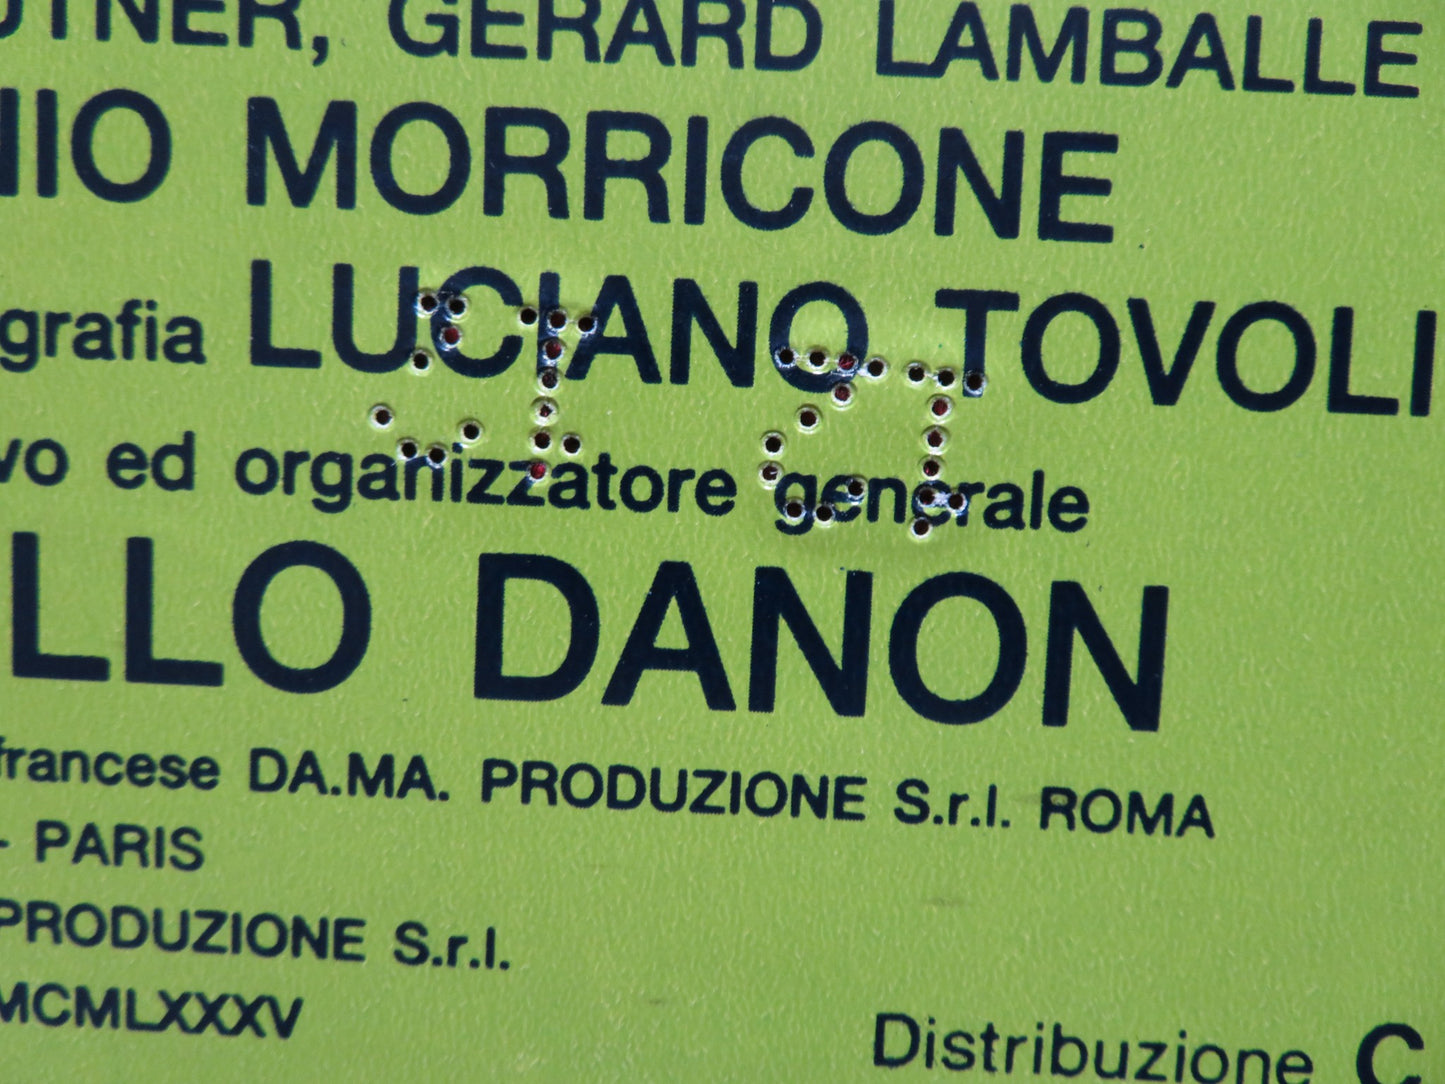 UTNER, GERARD LAMBALLE
NIO MORRICONE
grafia LUCIANO TOVOLI
vo ed organizzatore generale
LLO DANON
francese DA.MA. PRODUZIONE S.r.l. ROMA
- PARIS
PRODUZIONE S.r.l.
MCMLXXXV
Distribuzione C